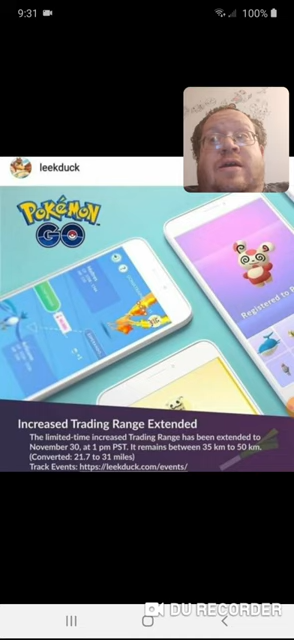 9:31
100%
leekduck
POKÉMON
GO
Registered to P
Increased Trading Range Extended
The limited-time increased Trading Range has been extended to
November 30, at 1 pm PST. It remains between 35 km to 50 km.
(Converted: 21.7 to 31 miles)
Track Events: https://leekduck.com/events/
DU RECORDER